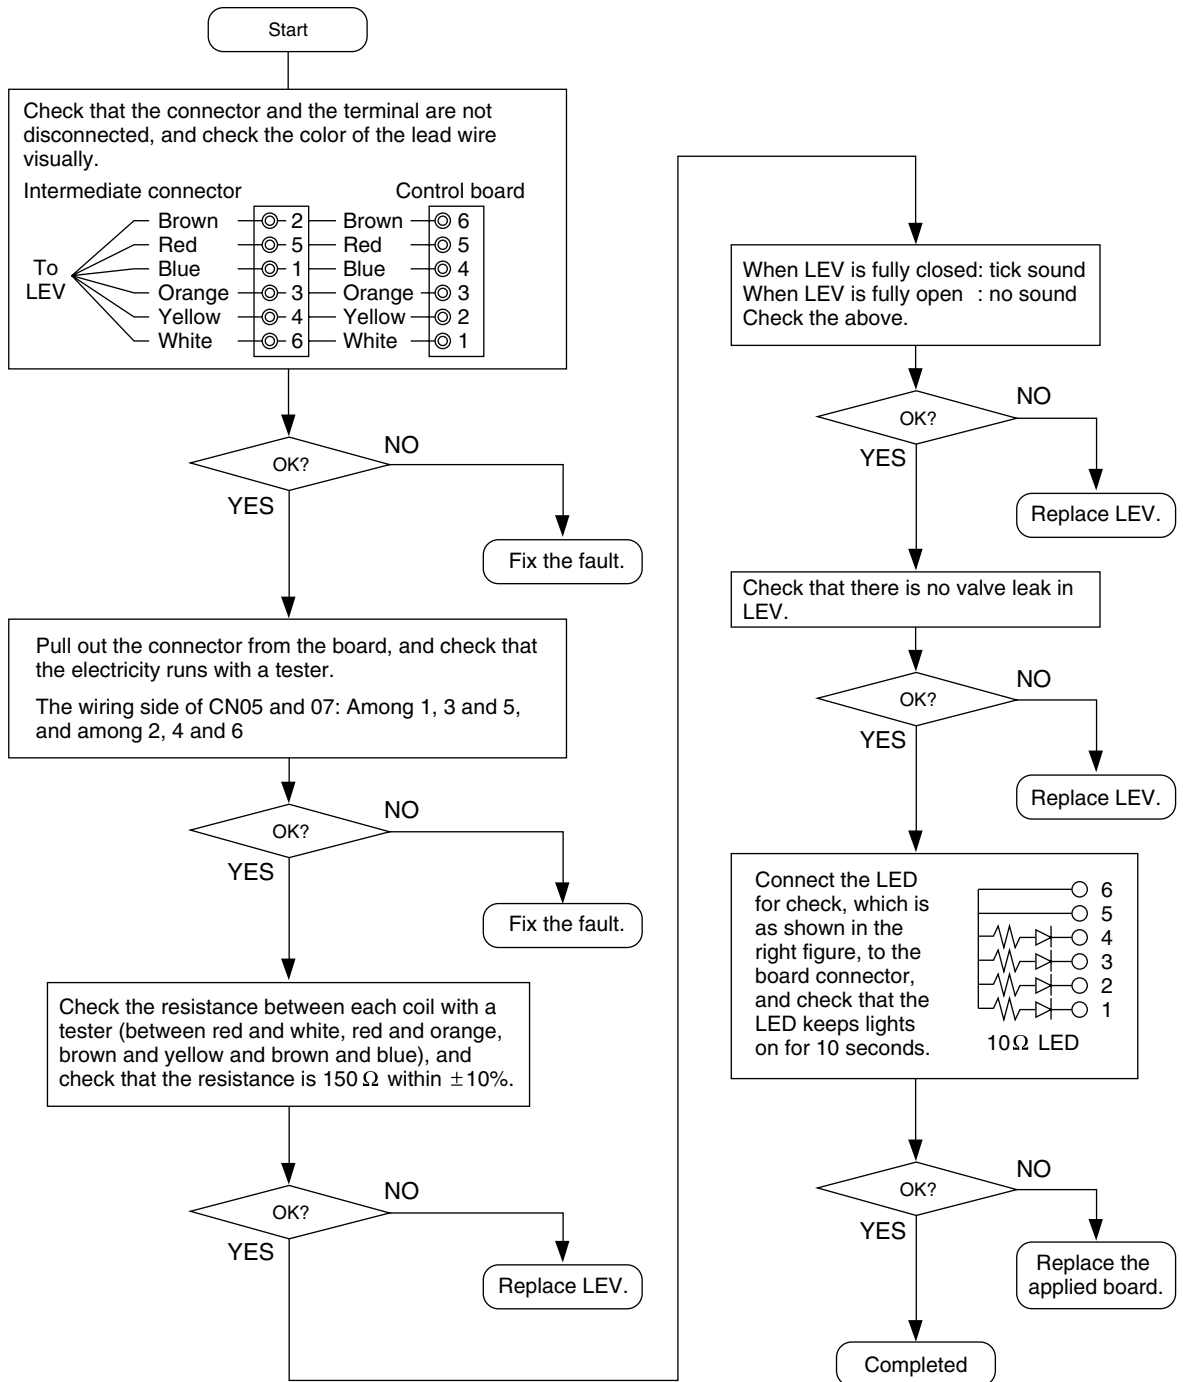 Start
Check that the connector and the terminal are not
disconnected, and check the color of the lead wire
visually.
Intermediate connector
Control board
To
LEV
Brown 2 Brown 6
Red 5 Red 5
Blue 1 Blue 4
Orange 3 Orange 3
Yellow 4 Yellow 2
White 6 White 1
OK?
NO
YES
Fix the fault.
Pull out the connector from the board, and check that
the electricity runs with a tester.
The wiring side of CN05 and 07: Among 1, 3 and 5,
and among 2, 4 and 6
OK?
NO
YES
Fix the fault.
Check the resistance between each coil with a
tester (between red and white, red and orange,
brown and yellow and brown and blue), and
check that the resistance is 150 Ω within ±10%.
OK?
NO
YES
Replace LEV.
When LEV is fully closed: tick sound
When LEV is fully open : no sound
Check the above.
OK?
NO
YES
Replace LEV.
Check that there is no valve leak in
LEV.
OK?
NO
YES
Replace LEV.
Connect the LED
for check, which is
as shown in the
right figure, to the
board connector,
and check that the
LED keeps lights
on for 10 seconds.
6
5
4
3
2
1
10Ω LED
OK?
NO
YES
Replace the
applied board.
Completed